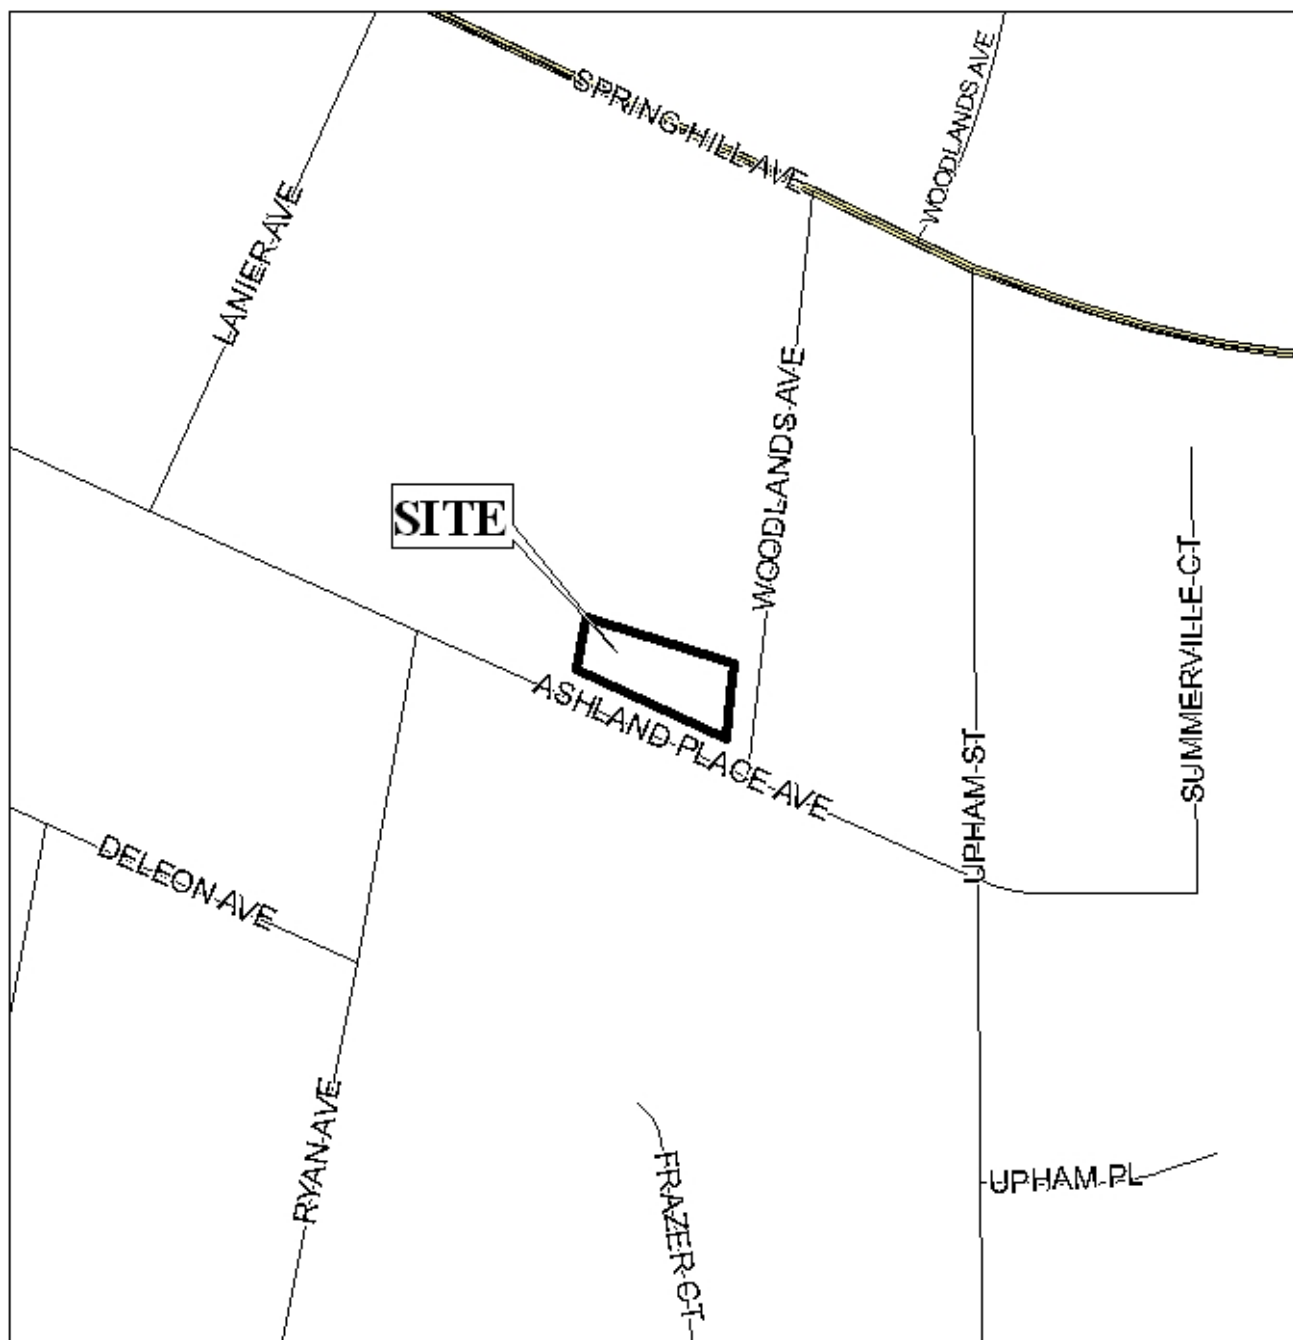 SPRING HILL AVE
WOODLANDS AVE
LANIER AVE
WOODLANDS AVE
SITE
SUMMERVILLE CT
ASHLAND PLACE AVE
UPHAM ST
DELEON AVE
RYAN AVE
FRAZER CT
UPHAM PL